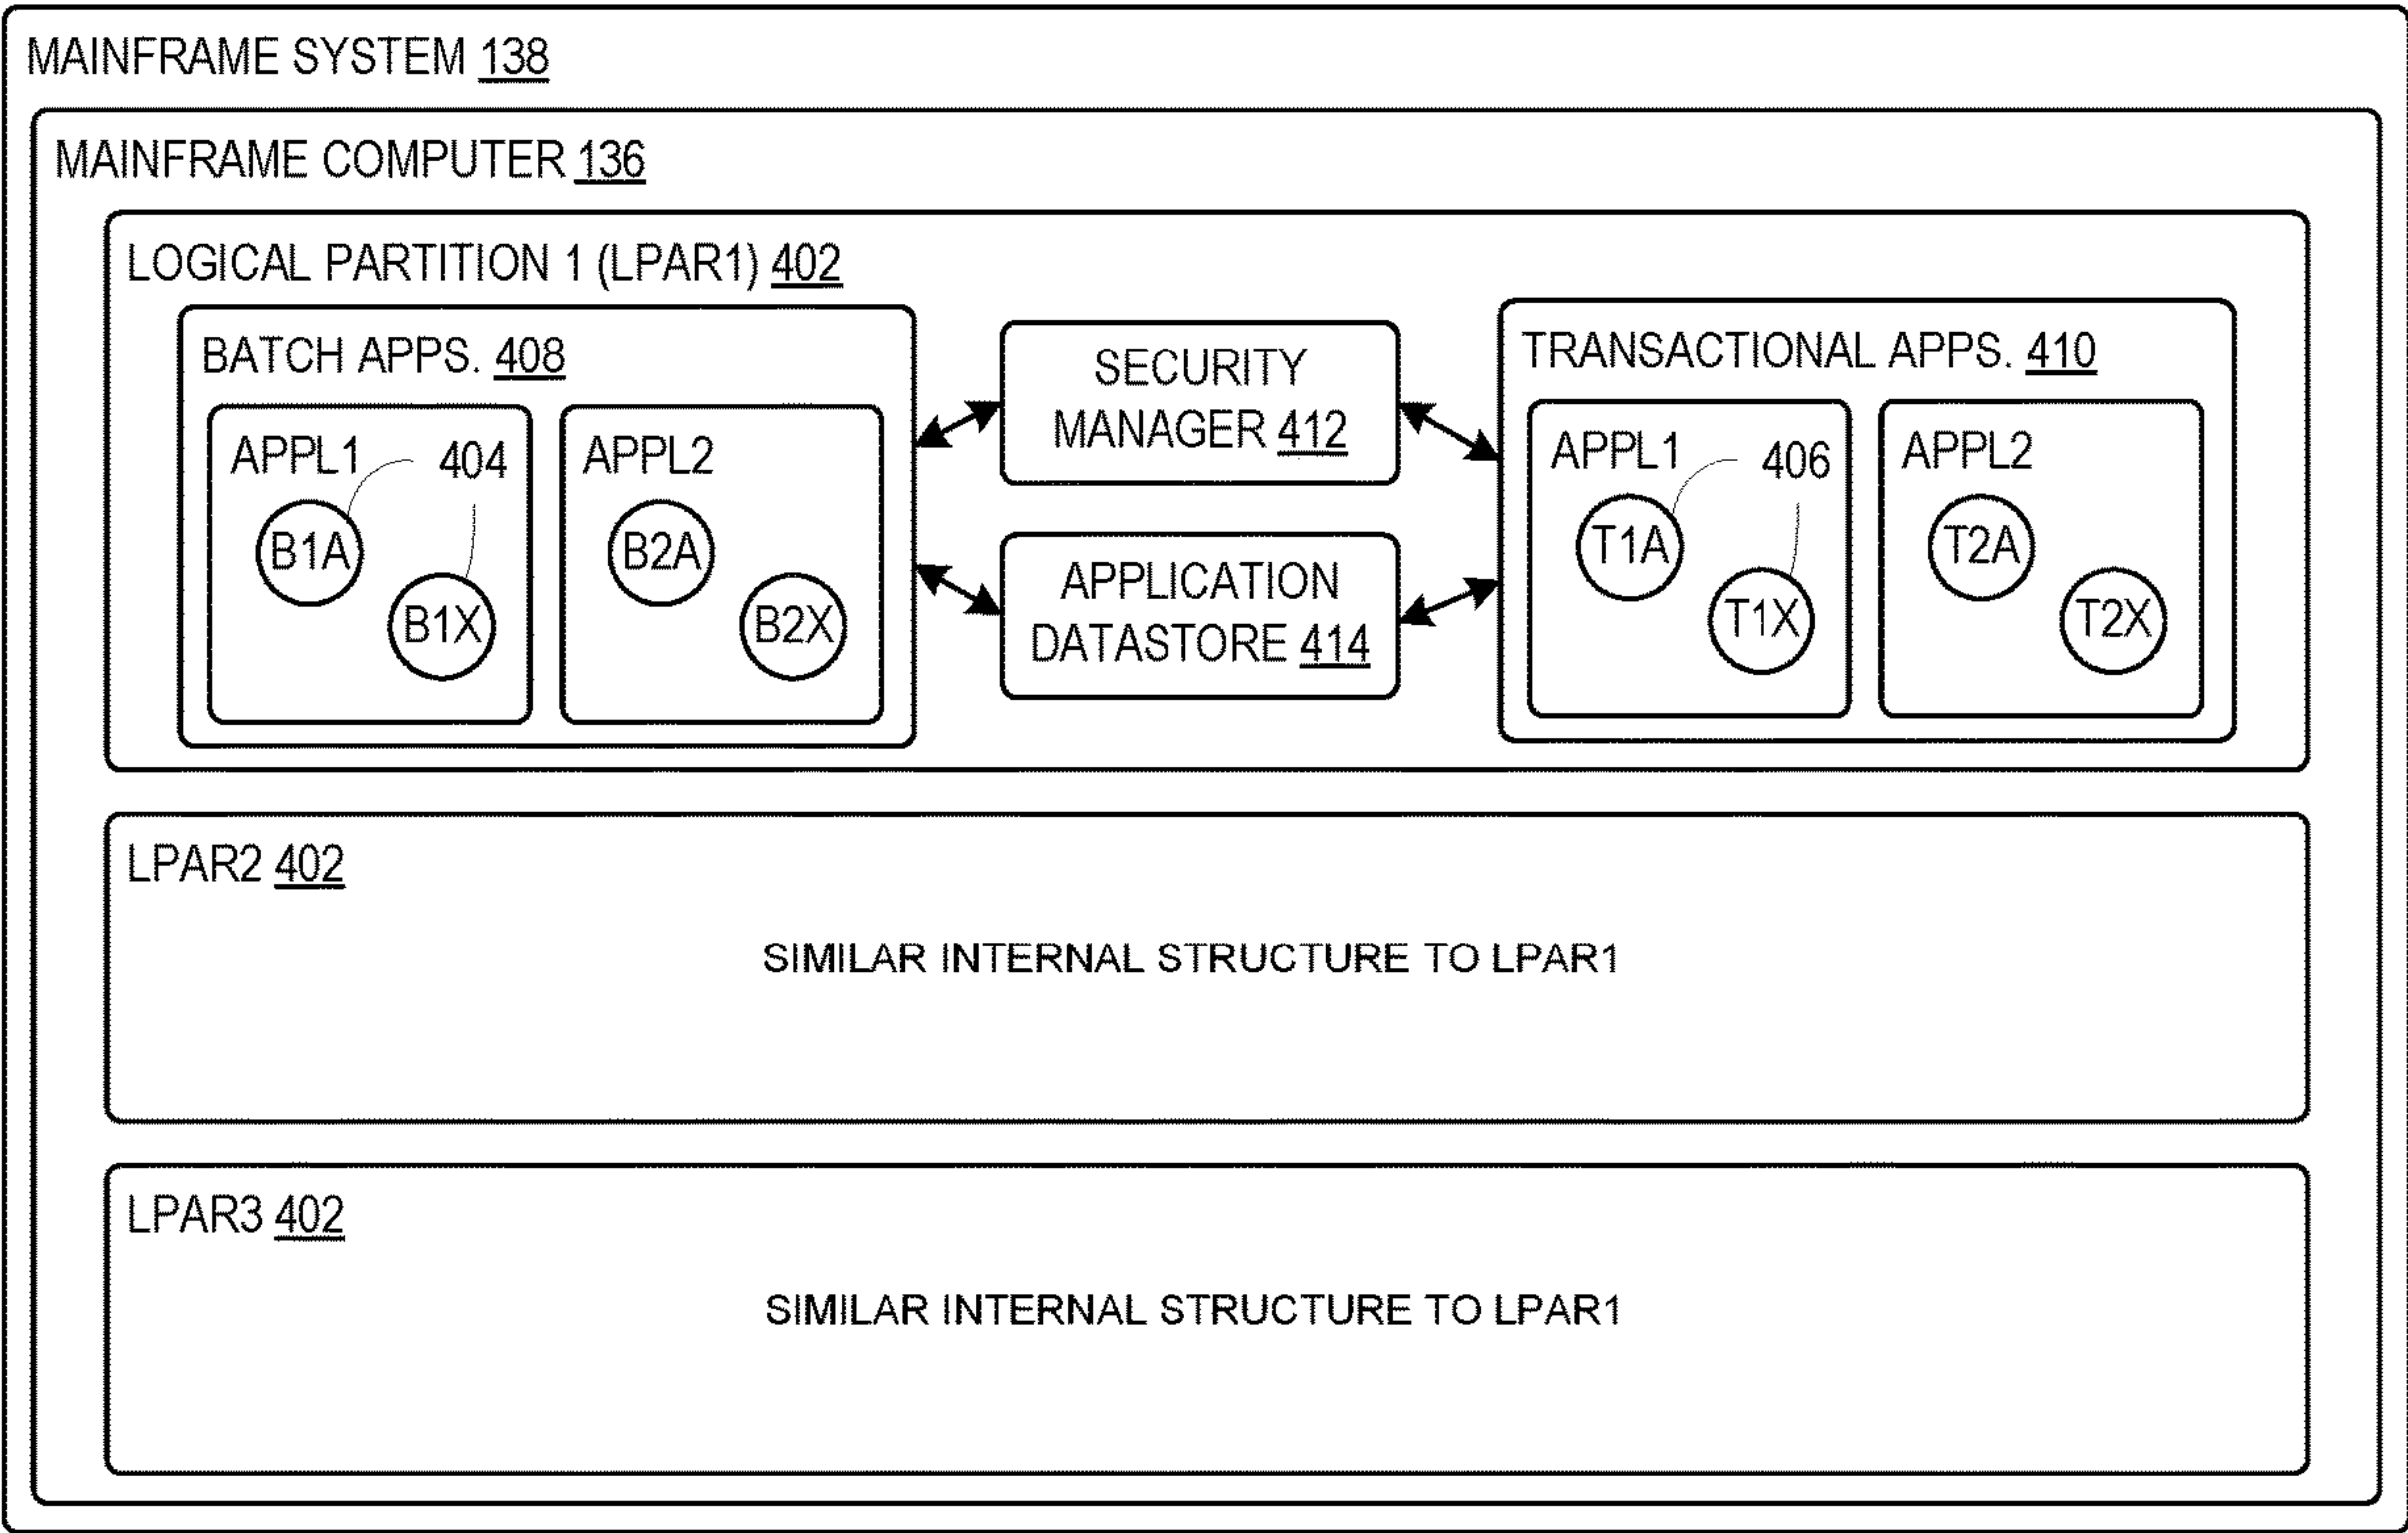 MAINFRAME SYSTEM 138
MAINFRAME COMPUTER 136
LOGICAL PARTITION 1 (LPAR1) 402
BATCH APPS. 408
APPL1
404
B1A
B1X
APPL2
B2A
B2X
SECURITY
MANAGER 412
APPLICATION
DATASTORE 414
TRANSACTIONAL APPS. 410
APPL1
406
T1A
T1X
APPL2
T2A
T2X
LPAR2 402
SIMILAR INTERNAL STRUCTURE TO LPAR1
LPAR3 402
SIMILAR INTERNAL STRUCTURE TO LPAR1